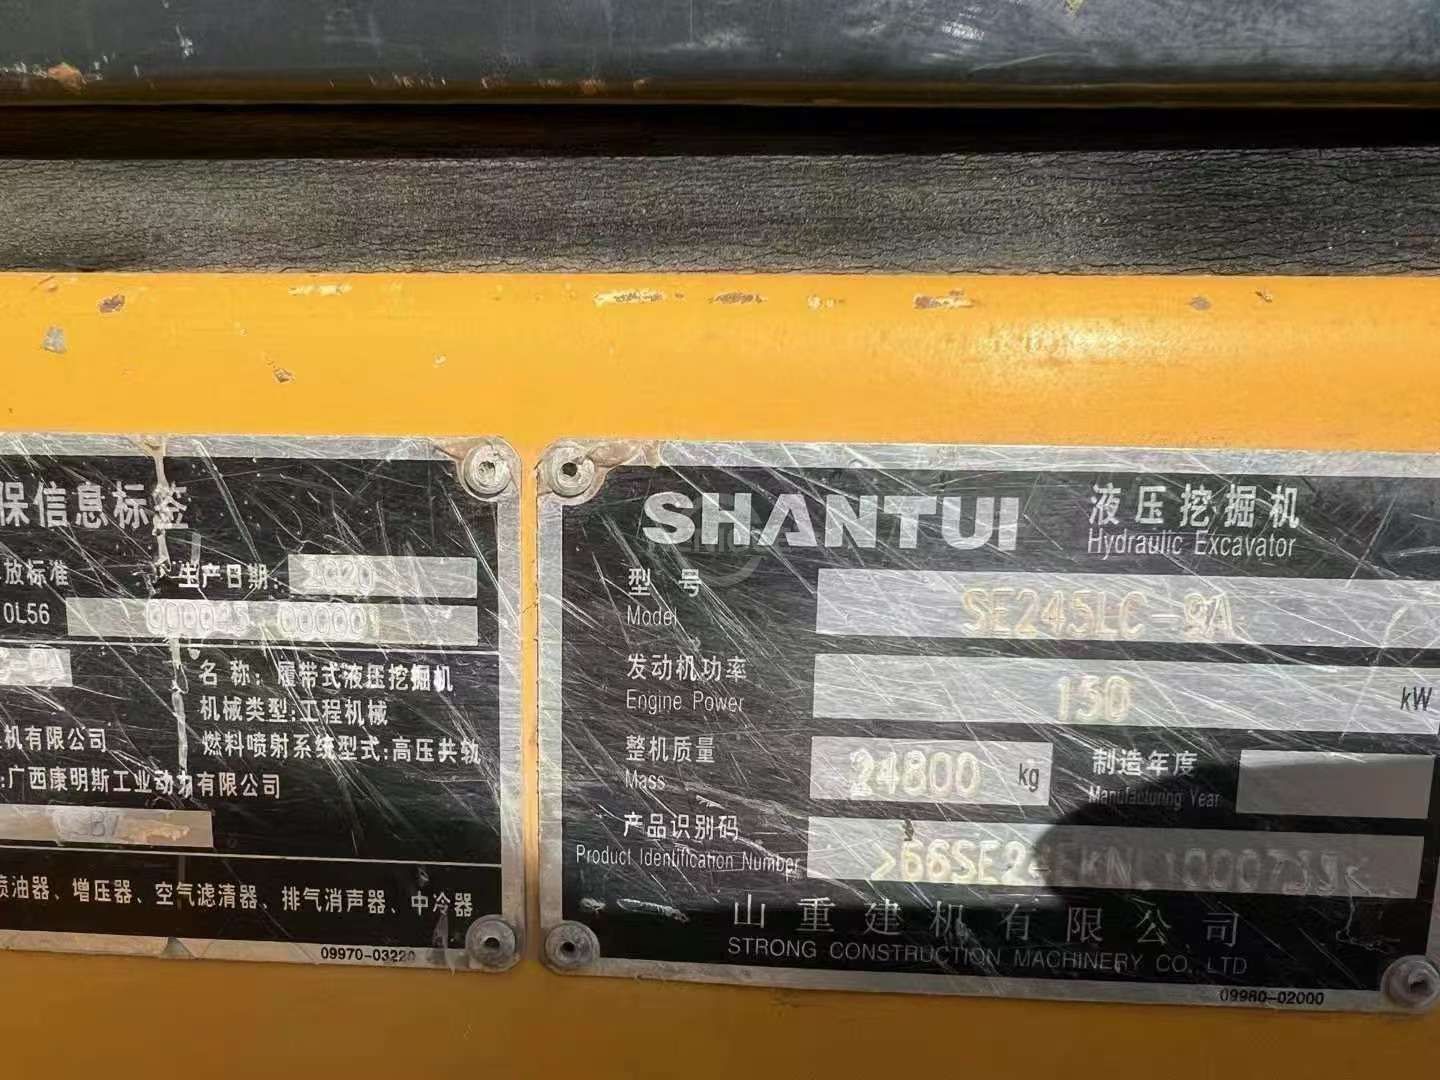 保信息标签
放标准
生产日期: 2020
0L56
名 称: 履带式液压挖掘机
机械类型:工程机械
机有限公司
燃料喷射系统型式:高压共轨
:广西康明斯工业动力有限公司
喷油器、增压器、空气滤清器、排气消声器、中冷器
09970-03220
SHANTUI
液压挖掘机
Hydraulic Excavator
型 号
Model
SE245LC-9A
发动机功率
Engine Power
150
kW
整机质量
Mass
24800
kg
制造年度
Manufacturing Year
产品识别码
Product Identification Number
山重建机有限公司
STRONG CONSTRUCTION MACHINERY CO. LTD
09980-02000